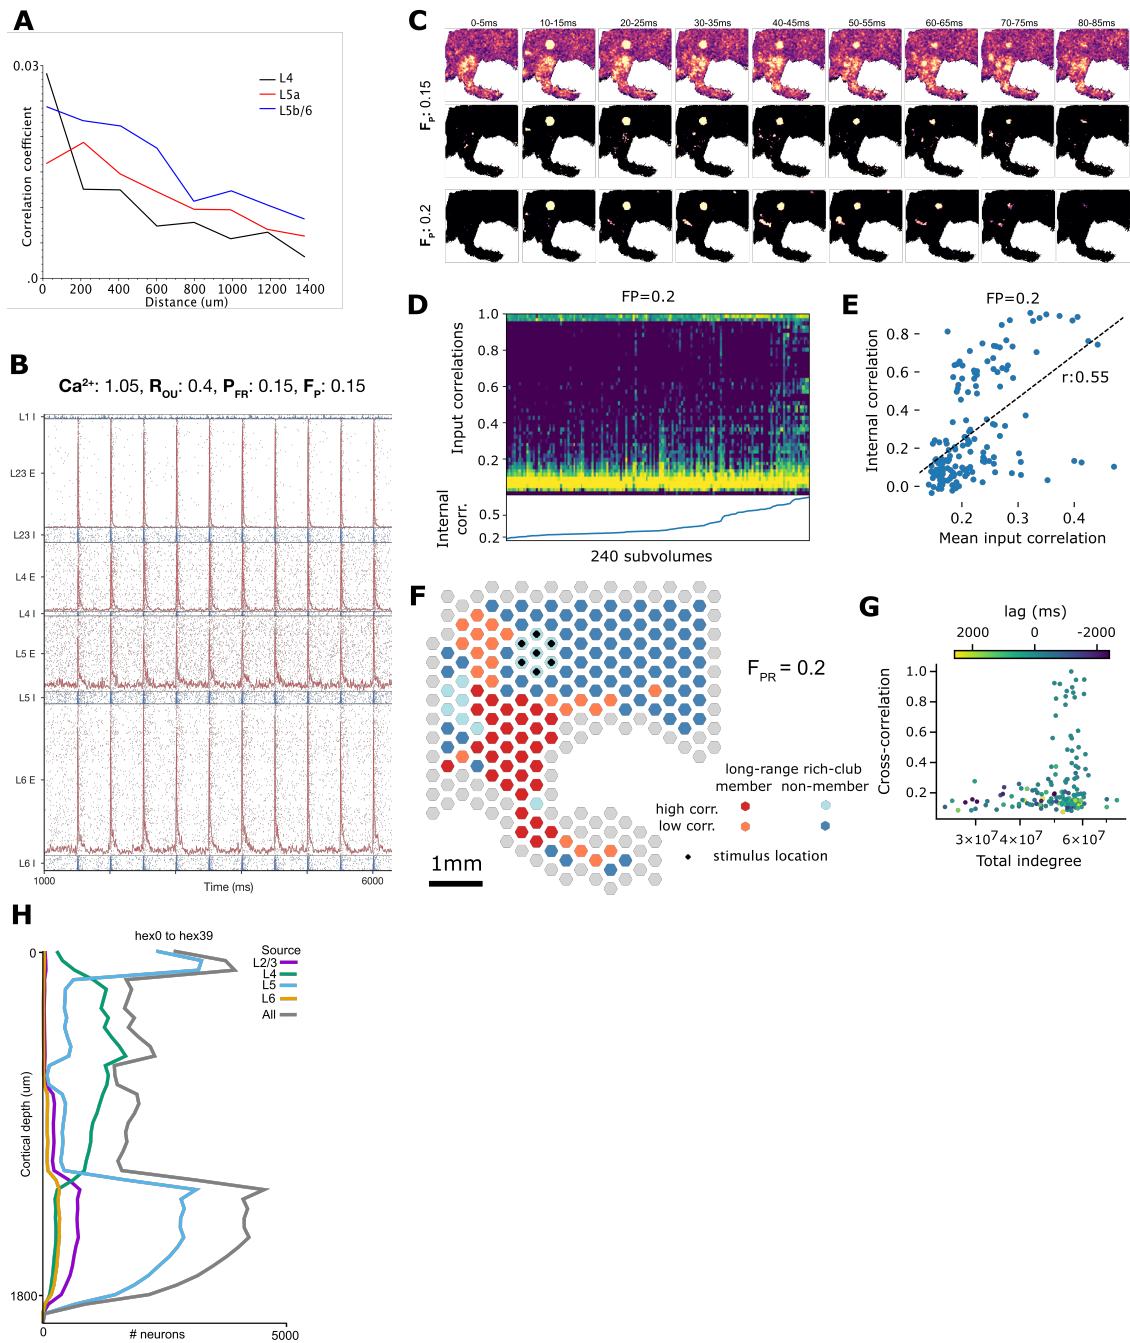 A
0.03
L4
L5a
L5b/6
Correlation coefficient
.0
0 200 400 600 800 1000 1200 1400
Distance (um)
B
Ca2+: 1.05, ROU: 0.4, PFR: 0.15, FP: 0.15
L1 I
L23 E
L23 I
L4 E
L4 I
L5 E
L5 I
L6 E
L6 I
1000
6000
Time (ms)
C
0-5ms 10-15ms 20-25ms 30-35ms 40-45ms 50-55ms 60-65ms 70-75ms 80-85ms
FP: 0.15
FP: 0.2
D
FP=0.2
Input correlations
1.0
0.8
0.6
0.4
0.2
Internal corr.
0.5
0.2
240 subvolumes
E
FP=0.2
Internal correlation
0.8
0.6
0.4
0.2
0.0
r:0.55
0.2 0.3 0.4
Mean input correlation
F
FPR = 0.2
long-range rich-club
member non-member
high corr.
low corr.
stimulus location
1mm
G
lag (ms)
2000 0 -2000
Cross-correlation
1.0
0.8
0.6
0.4
0.2
3×10⁷ 4×10⁷ 6×10⁷
Total indegree
H
hex0 to hex39
Source
L2/3
L4
L5
L6
All
0
Cortical depth (um)
1800
0 5000
# neurons